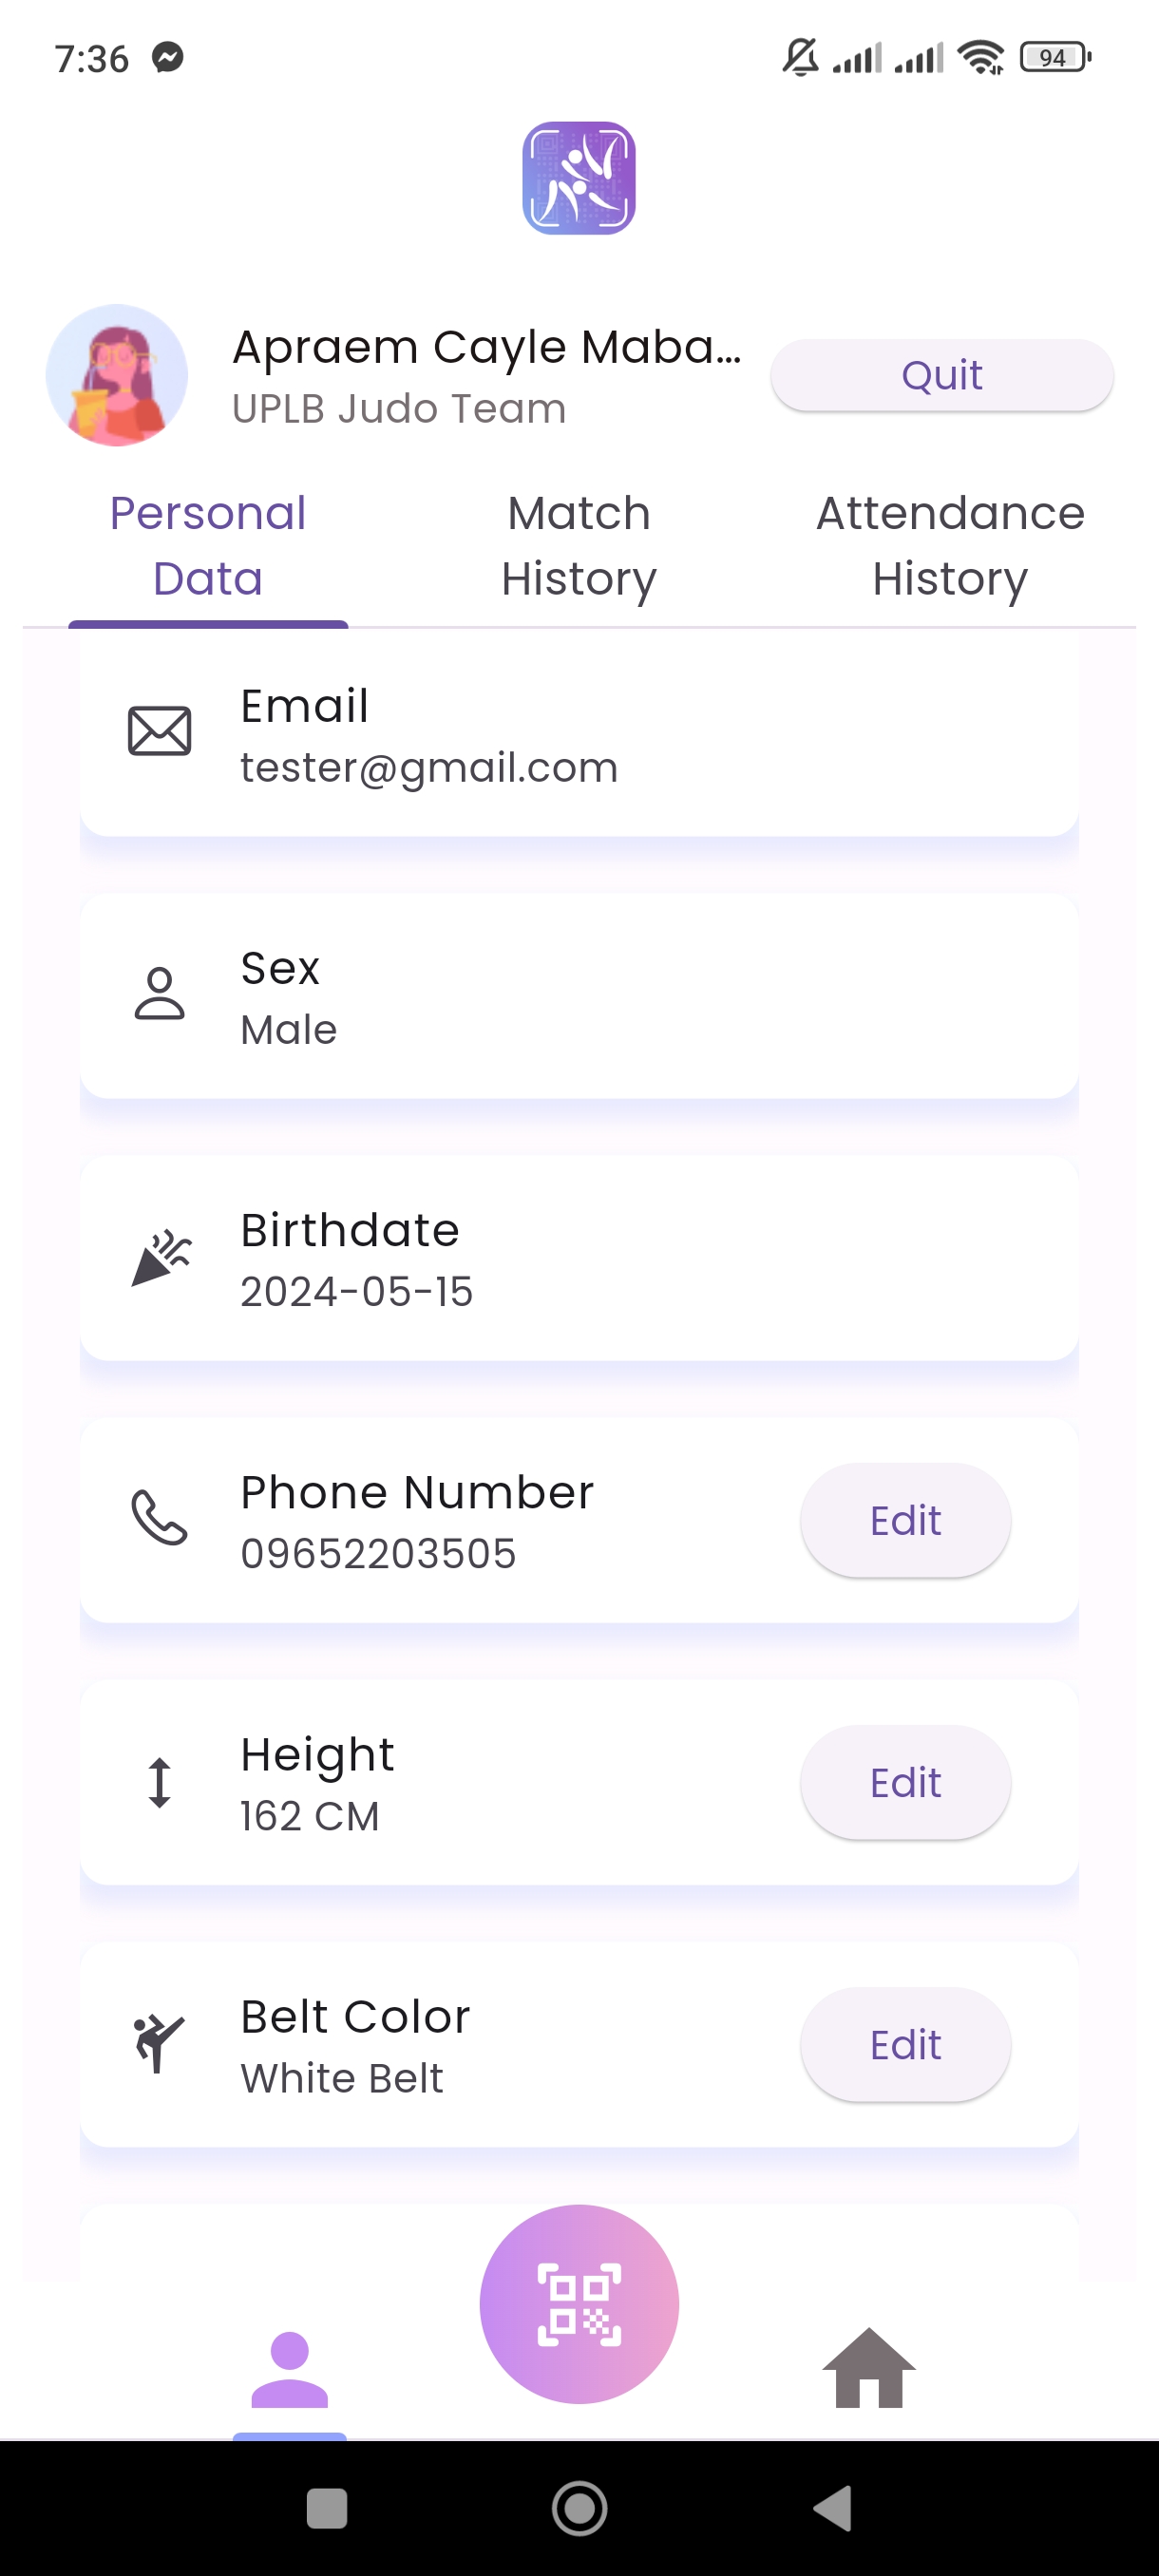 7:36
94
Apraem Cayle Maba...
UPLB Judo Team
Quit
Personal
Data
Match
History
Attendance
History
Email
tester@gmail.com
Sex
Male
Birthdate
2024-05-15
Phone Number
09652203505
Edit
Height
162 CM
Edit
Belt Color
White Belt
Edit